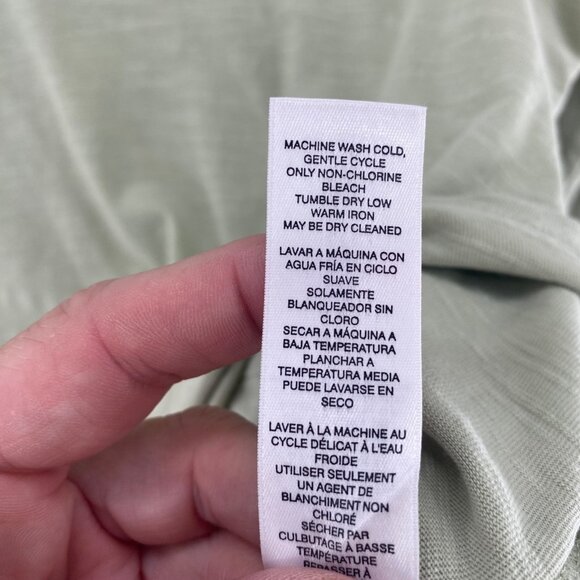 MACHINE WASH COLD,
GENTLE CYCLE
ONLY NON-CHLORINE
BLEACH
TUMBLE DRY LOW
WARM IRON
MAY BE DRY CLEANED
LAVAR A MÁQUINA CON
AGUA FRÍA EN CICLO
SUAVE
SOLAMENTE
BLANQUEADOR SIN
CLORO
SECAR A MÁQUINA A
BAJA TEMPERATURA
PLANCHAR A
TEMPERATURA MEDIA
PUEDE LAVARSE EN
SECO
LAVER À LA MACHINE AU
CYCLE DÉLICAT À L'EAU
FROIDE
UTILISER SEULEMENT
UN AGENT DE
BLANCHIMENT NON
CHLORÉ
SÉCHER PAR
CULBUTAGE À BASSE
TEMPÉRATURE
REPASSER À